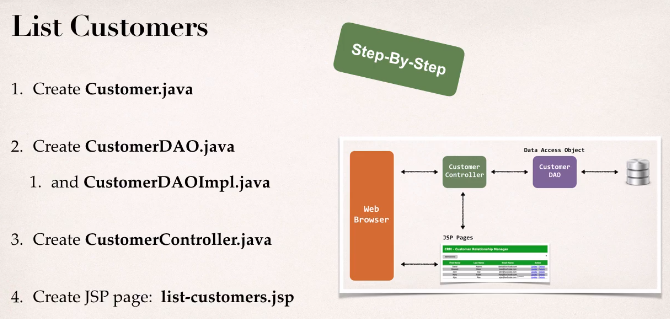 List Customers
Step-By-Step
1. Create Customer.java
2. Create CustomerDAO.java
1. and CustomerDAOImpl.java
3. Create CustomerController.java
4. Create JSP page: list-customers.jsp
Data Access Object
Customer
Controller
Customer
DAO
Web
Browser
JSP Pages
CRM - Customer Relationship Manager